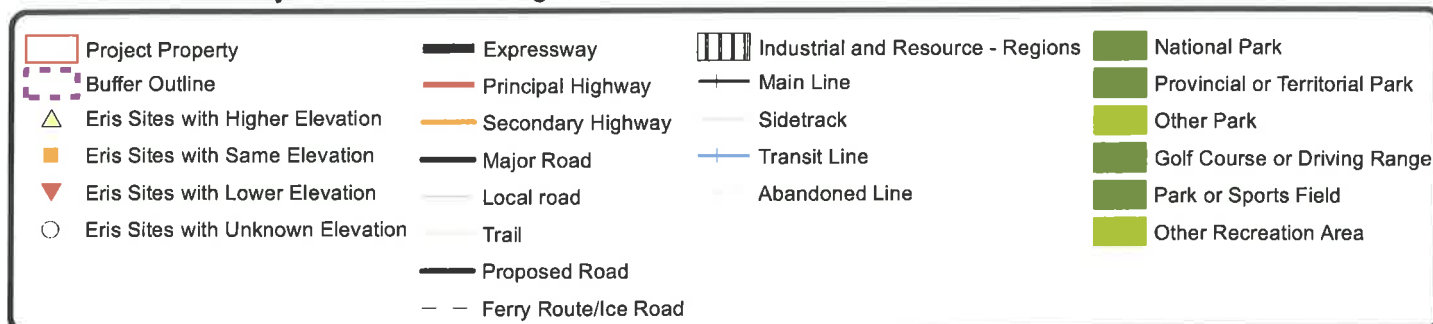 Project Property
Buffer Outline
Eris Sites with Higher Elevation
Eris Sites with Same Elevation
Eris Sites with Lower Elevation
Eris Sites with Unknown Elevation
Expressway
Principal Highway
Secondary Highway
Major Road
Local road
Trail
Proposed Road
Ferry Route/Ice Road
Industrial and Resource - Regions
Main Line
Sidetrack
Transit Line
Abandoned Line
National Park
Provincial or Territorial Park
Other Park
Golf Course or Driving Range
Park or Sports Field
Other Recreation Area